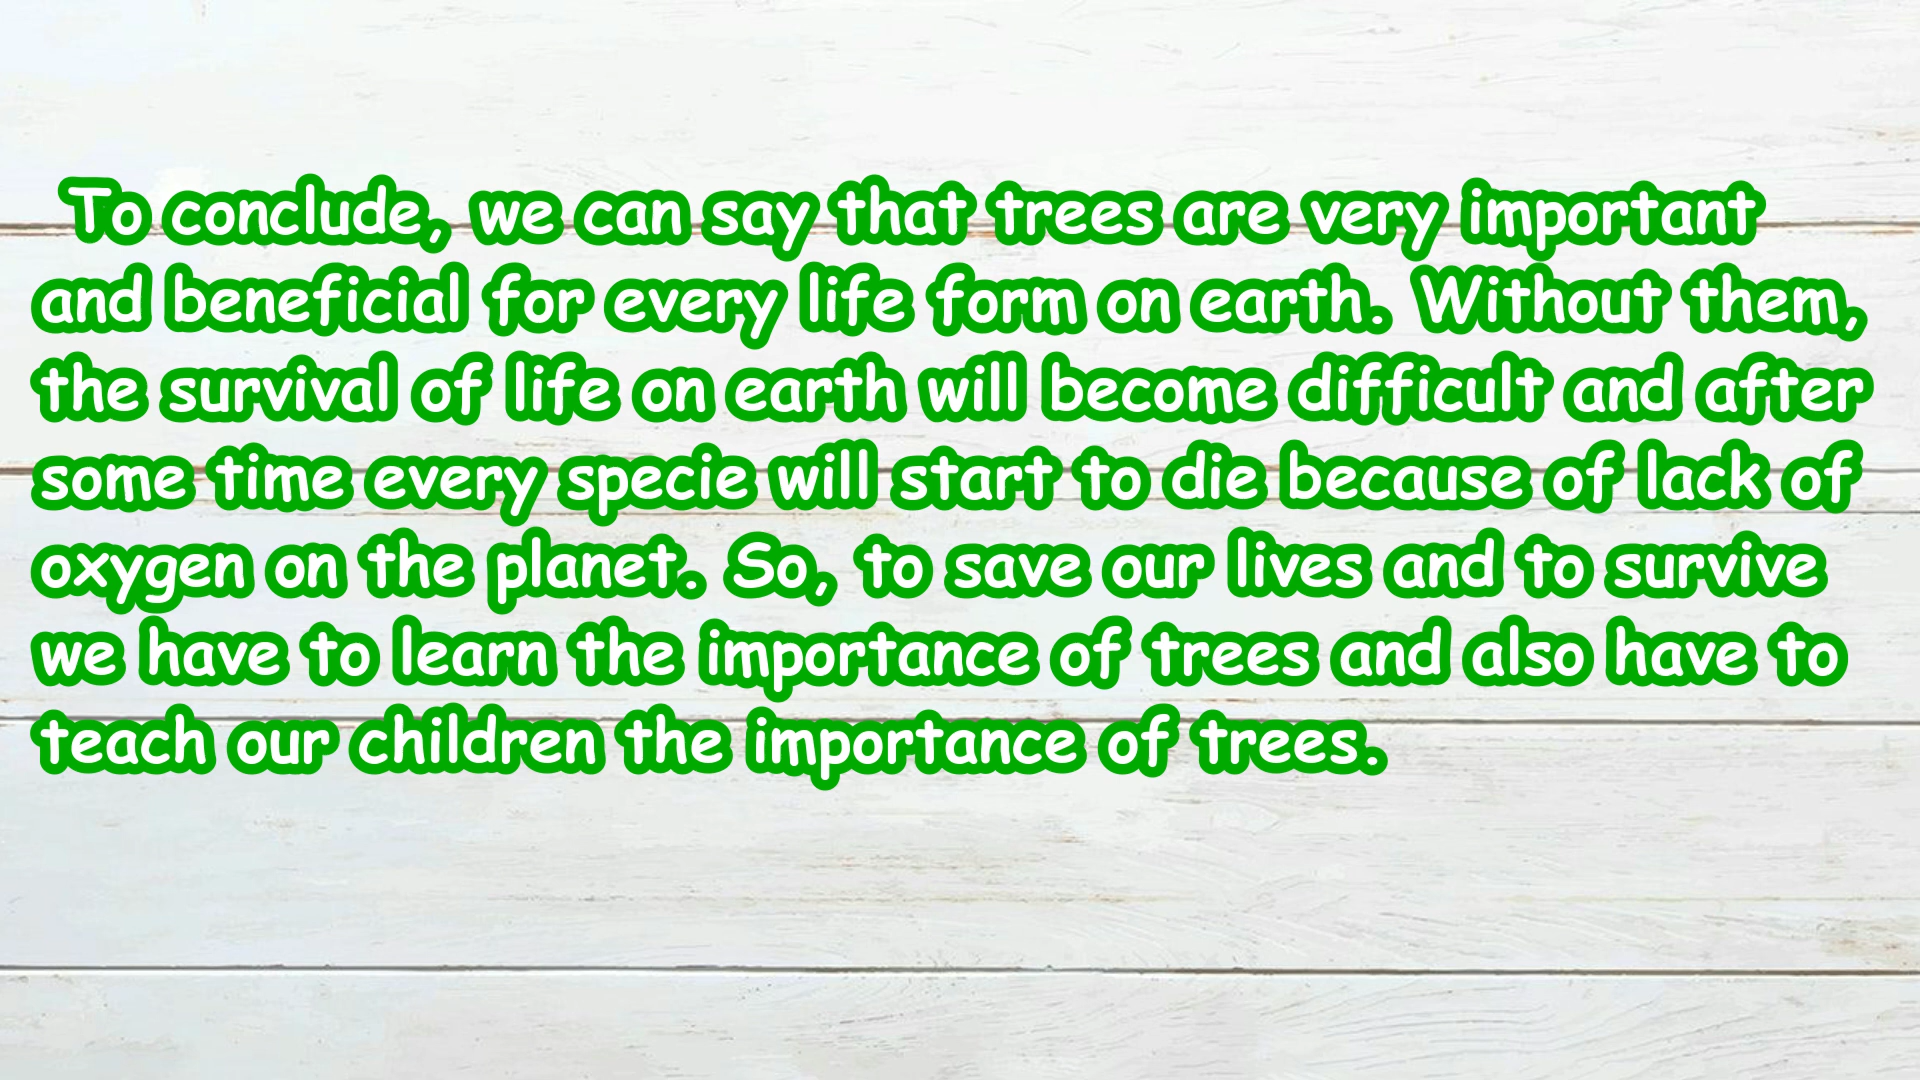 To conclude, we can say that trees are very important
and beneficial for every life form on earth. Without them,
the survival of life on earth will become difficult and after
some time every specie will start to die because of lack of
oxygen on the planet. So, to save our lives and to survive
we have to learn the importance of trees and also have to
teach our children the importance of trees.